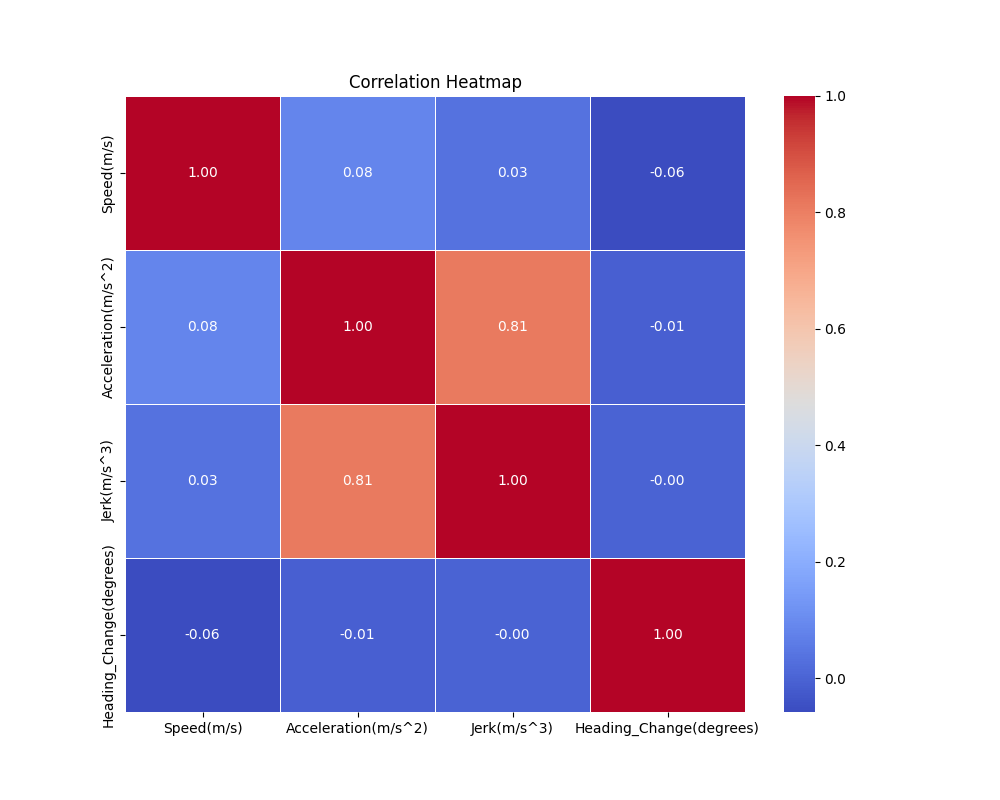 Correlation Heatmap
Speed(m/s)
1.00 0.08 0.03 -0.06
Acceleration(m/s^2)
0.08 1.00 0.81 -0.01
Jerk(m/s^3)
0.03 0.81 1.00 -0.00
Heading_Change(degrees)
-0.06 -0.01 -0.00 1.00
Speed(m/s) Acceleration(m/s^2) Jerk(m/s^3) Heading_Change(degrees)
1.0
0.8
0.6
0.4
0.2
0.0